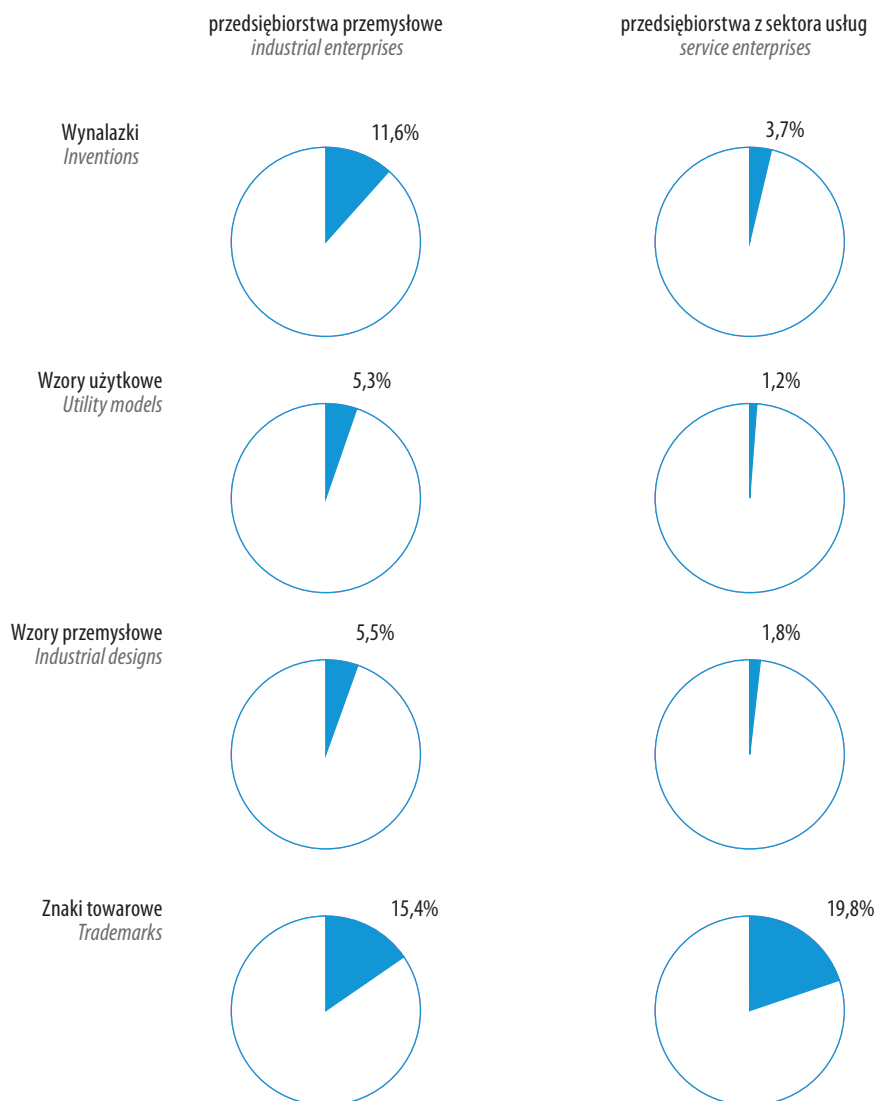 przedsiębiorstwa przemysłowe
industrial enterprises
przedsiębiorstwa z sektora usług
service enterprises
Wynalazki
Inventions
11,6%
3,7%
Wzory użytkowe
Utility models
5,3%
1,2%
Wzory przemysłowe
Industrial designs
5,5%
1,8%
Znaki towarowe
Trademarks
15,4%
19,8%